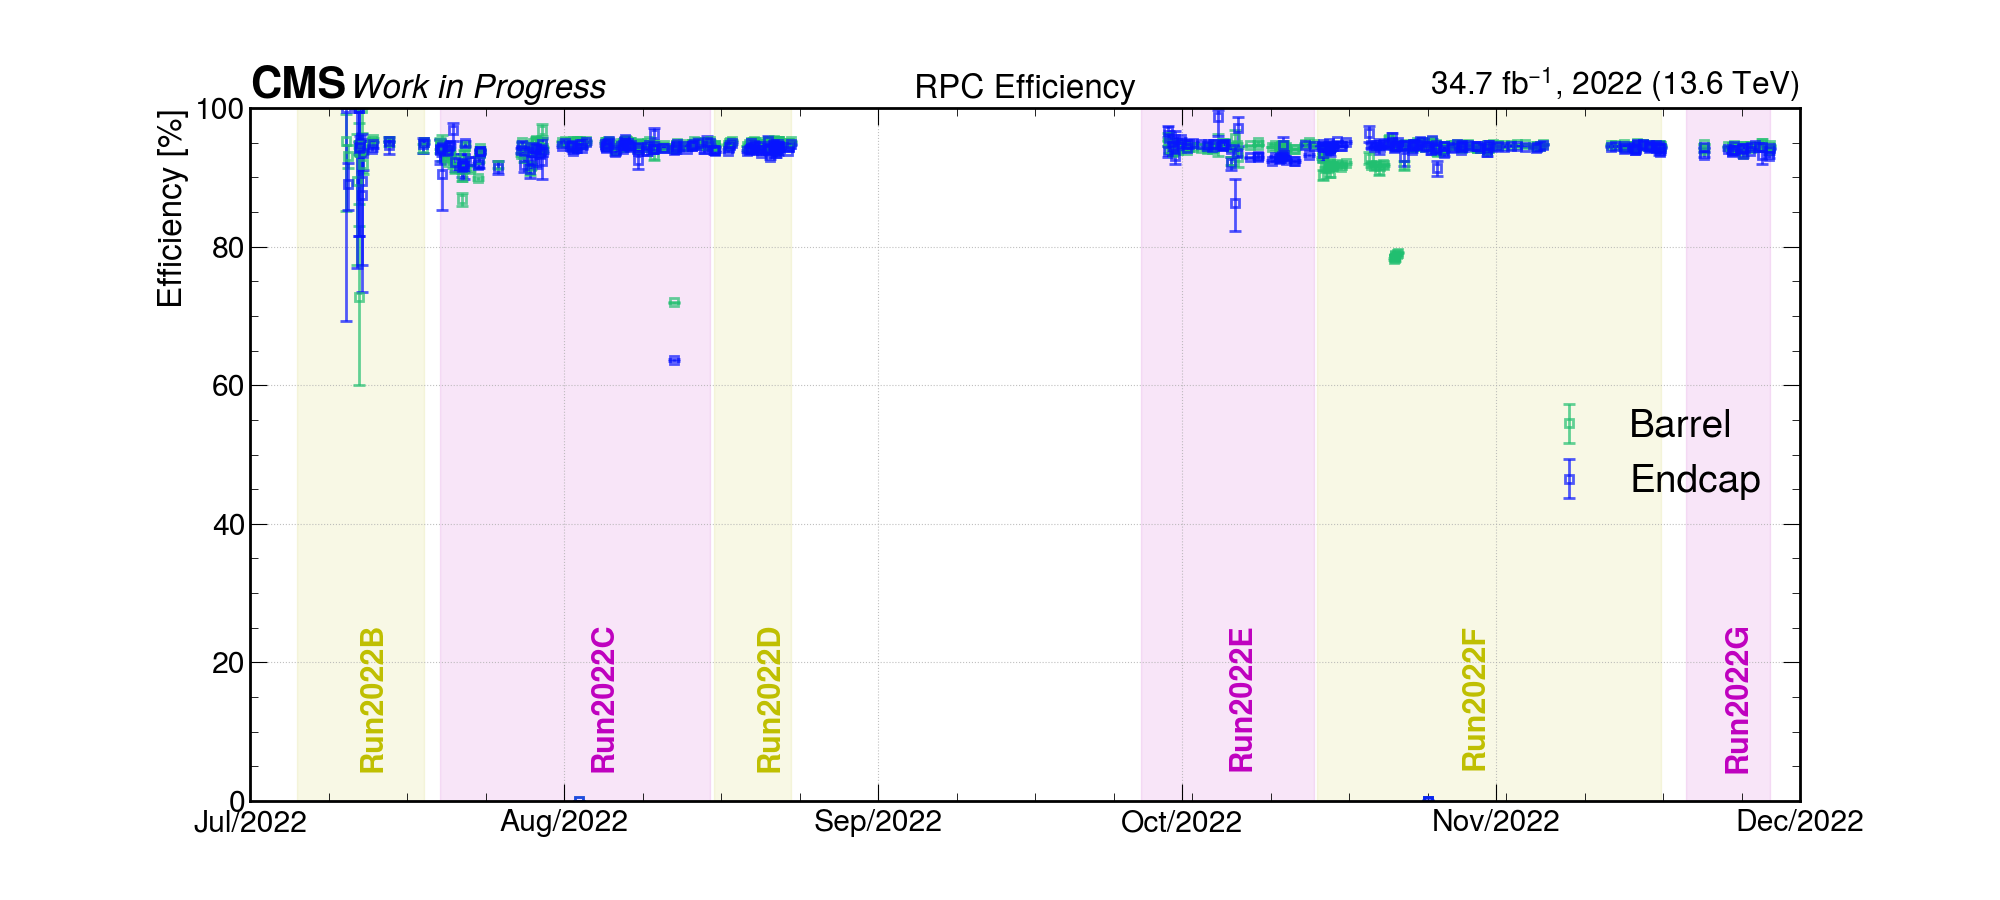 CMS Work in Progress RPC Efficiency 34.7 fb⁻¹, 2022 (13.6 TeV)
Efficiency [%]
100
80
60
40
20
0
Barrel
Endcap
Run2022B
Run2022C
Run2022D
Run2022E
Run2022F
Run2022G
Jul/2022 Aug/2022 Sep/2022 Oct/2022 Nov/2022 Dec/2022